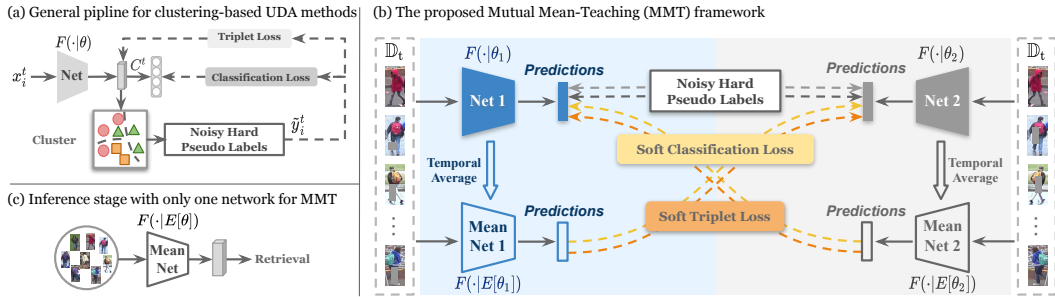 (a) General pipline for clustering-based UDA methods
F(·|θ)
Triplet Loss
x_i^t
Net
C^t
Classification Loss
Cluster
Noisy Hard
Pseudo Labels
ỹ_i^t
(c) Inference stage with only one network for MMT
F(·|E[θ])
Mean
Net
Retrieval
(b) The proposed Mutual Mean-Teaching (MMT) framework
𝔻_t
F(·|θ_1)
Predictions
Net 1
Noisy Hard
Pseudo Labels
Predictions
F(·|θ_2)
Net 2
𝔻_t
Soft Classification Loss
Temporal
Average
Temporal
Average
Soft Triplet Loss
Predictions
Mean
Net 1
F(·|E[θ_1])
Predictions
Mean
Net 2
F(·|E[θ_2])